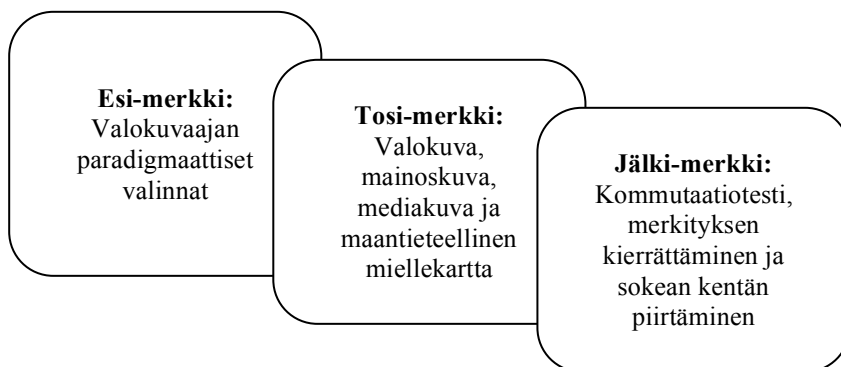 Esi-merkki:
Valokuvaajan
paradigmaattiset
valinnat
Tosi-merkki:
Valokuva,
mainoskuva,
mediakuva ja
maantieteellinen
miellekartta
Jälki-merkki:
Kommutaatiotesti,
merkityksen
kierrättäminen ja
sokean kentän
piirtäminen